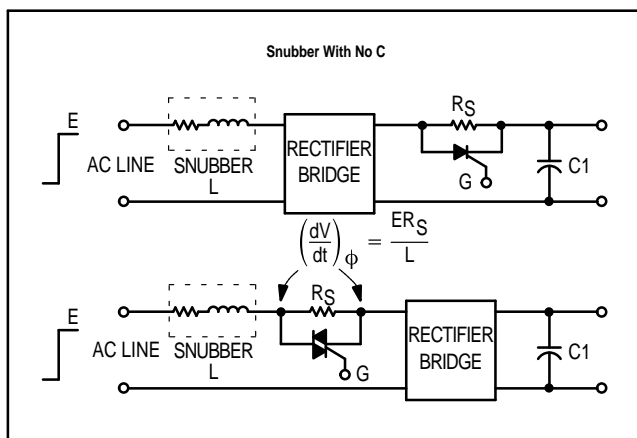 Snubber With No C
E
AC LINE
SNUBBER
L
RECTIFIER
BRIDGE
RS
G
C1
(dV/dt)ϕ = ERS/L
E
AC LINE
SNUBBER
L
RS
G
RECTIFIER
BRIDGE
C1